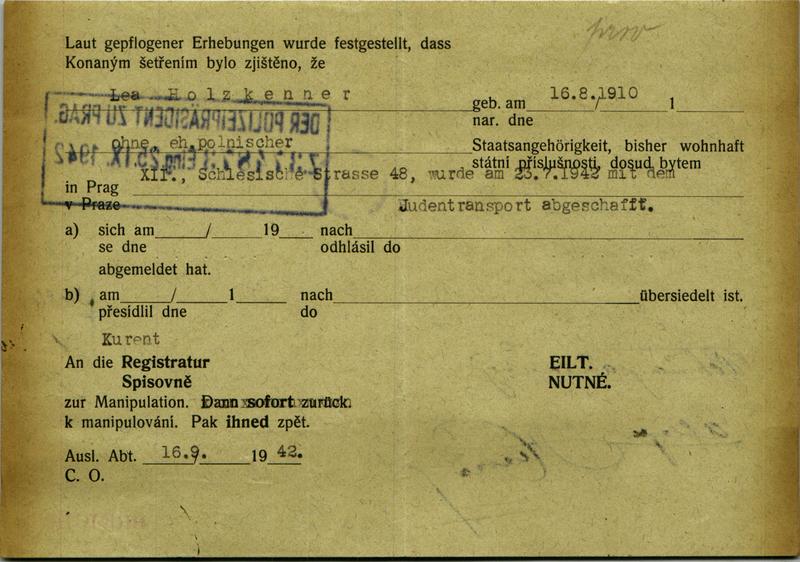 Laut gepflogener Erhebungen wurde festgestellt, dass
Konaným šetřením bylo zjištěno, že
Lea Holzkenner geb. am 16.8./1910 1
nar. dne
DER POLIZEIPRÄSIDENT ZU PRAG
ohne, eh.polnischer Staatsangehörigkeit, bisher wohnhaft
státní příslušnosti, dosud bytem
in Prag XII., Schlesische Strasse 48, wurde am 23.7.1942 mit dem
v Praze Judentransport abgeschafft.
a) sich am / 19 nach
se dne odhlásil do
abgemeldet hat.
b) am / 1 nach übersiedelt ist.
přesídlil dne do
Kurent
An die Registratur EILT.
Spisovně NUTNÉ.
zur Manipulation. Dann sofort zurück.
k manipulování. Pak ihned zpět.
Ausl. Abt. 16.9. 19 42.
C. O.